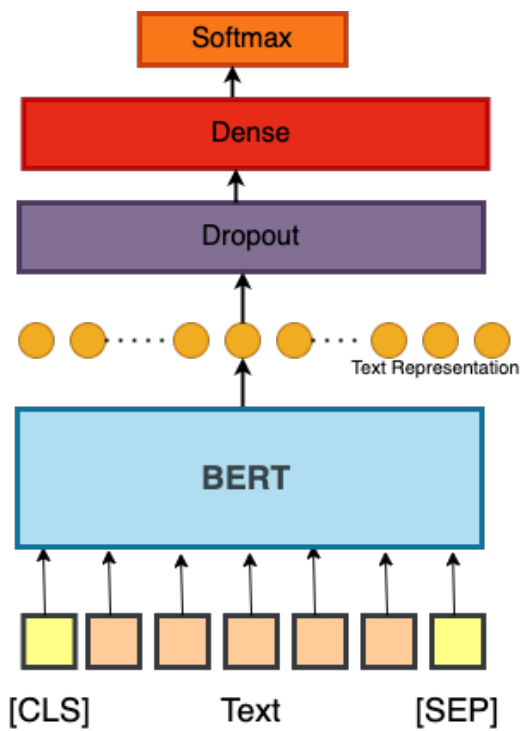 Softmax
Dense
Dropout
Text Representation
BERT
[CLS] Text [SEP]